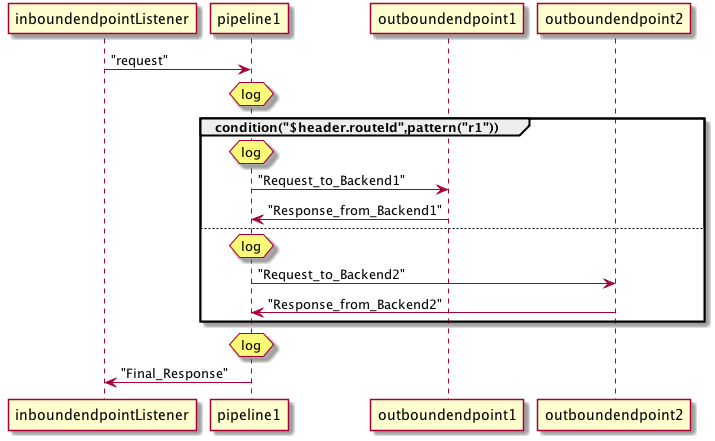 inboundendpointListener
pipeline1
outboundendpoint1
outboundendpoint2
"request"
log
condition("$header.routeId",pattern("r1"))
log
"Request_to_Backend1"
"Response_from_Backend1"
log
"Request_to_Backend2"
"Response_from_Backend2"
log
"Final_Response"
inboundendpointListener
pipeline1
outboundendpoint1
outboundendpoint2